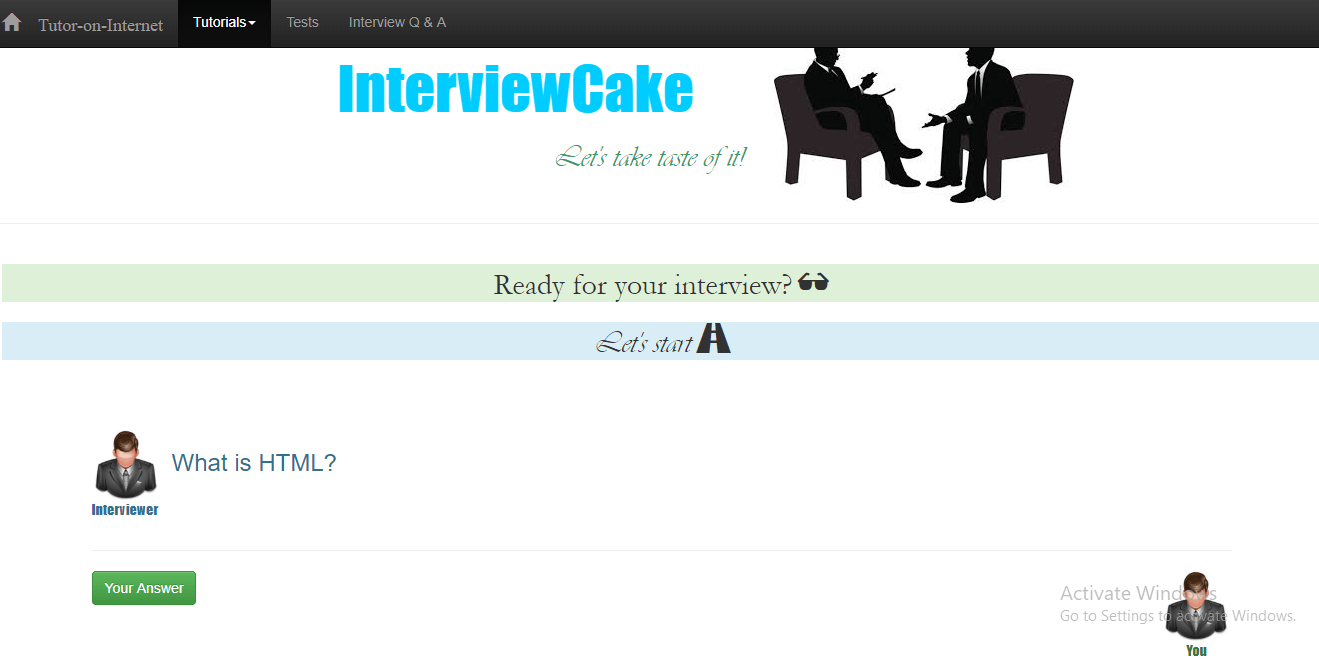 Tutor-on-Internet Tutorials Tests Interview Q & A
InterviewCake
Let's take taste of it!
Ready for your interview?
Let's start
What is HTML?
Interviewer
Your Answer
Activate Windows
Go to Settings to activate Windows.
You